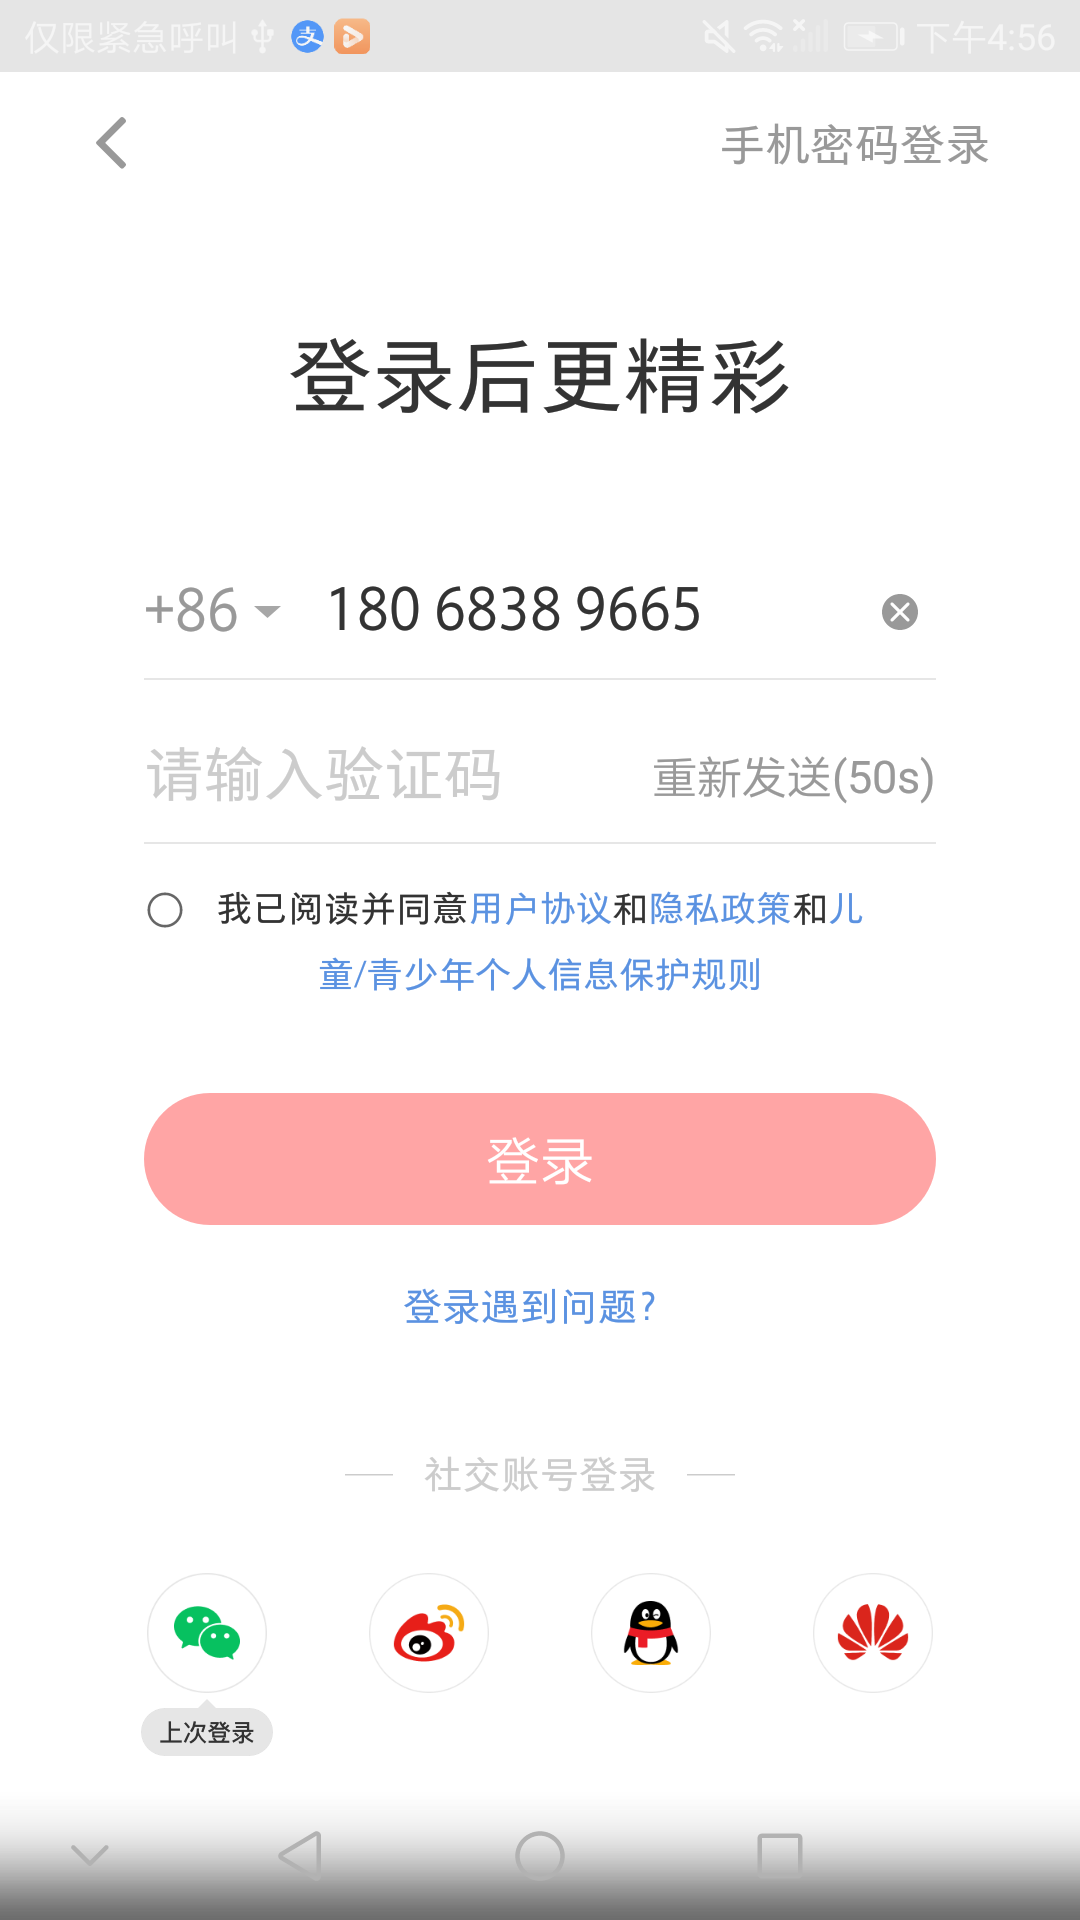 仅限紧急呼叫
下午4:56
手机密码登录
登录后更精彩
+86 180 6838 9665
请输入验证码 重新发送(50s)
我已阅读并同意用户协议和隐私政策和儿
童/青少年个人信息保护规则
登录
登录遇到问题?
社交账号登录
上次登录